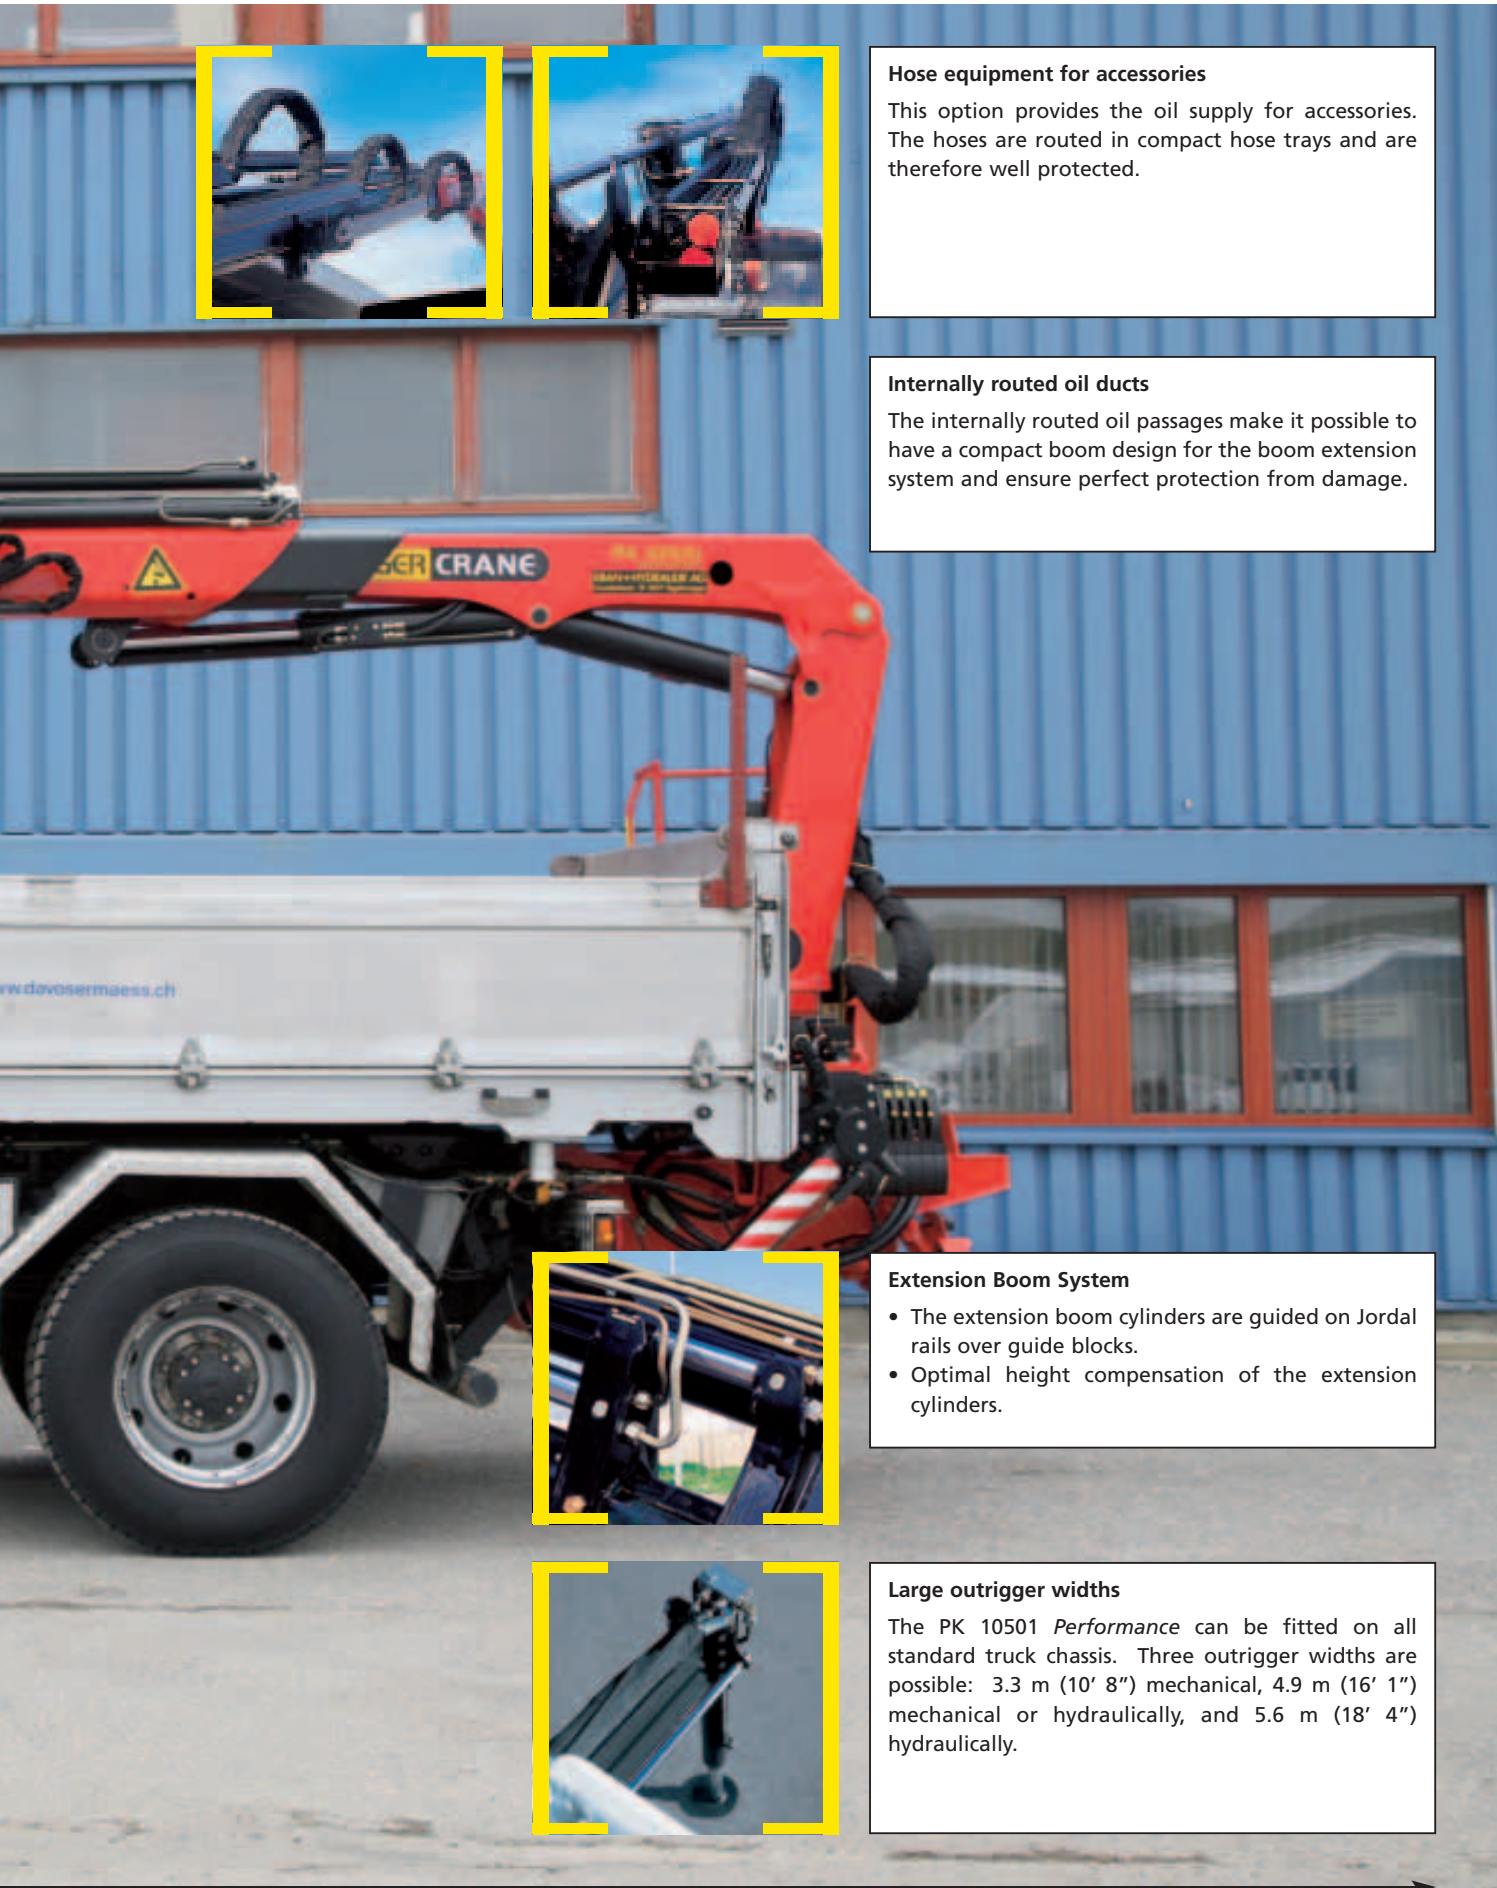 Hose equipment for accessories
This option provides the oil supply for accessories.
The hoses are routed in compact hose trays and are
therefore well protected.
Internally routed oil ducts
The internally routed oil passages make it possible to
have a compact boom design for the boom extension
system and ensure perfect protection from damage.
GER CRANE
www.davosermaess.ch
Extension Boom System
• The extension boom cylinders are guided on Jordal
rails over guide blocks.
• Optimal height compensation of the extension
cylinders.
Large outrigger widths
The PK 10501 Performance can be fitted on all
standard truck chassis. Three outrigger widths are
possible: 3.3 m (10’ 8”) mechanical, 4.9 m (16’ 1”)
mechanical or hydraulically, and 5.6 m (18’ 4”)
hydraulically.